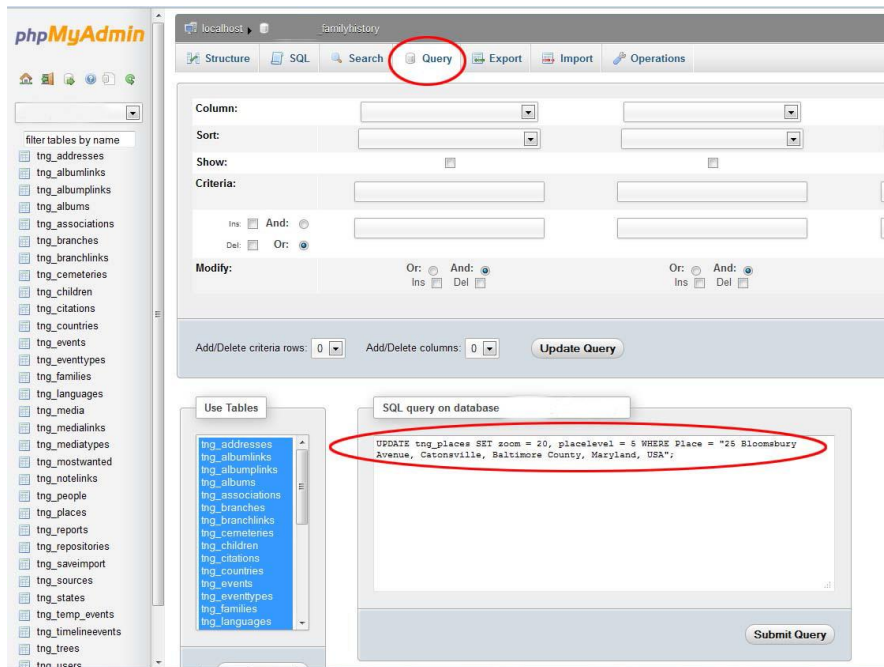 phpMyAdmin
localhost
_familyhistory
Structure SQL Search Query Export Import Operations
filter tables by name
tng_addresses
tng_albumlinks
tng_albumplinks
tng_albums
tng_associations
tng_branches
tng_branchlinks
tng_cemeteries
tng_children
tng_citations
tng_countries
tng_events
tng_eventtypes
tng_families
tng_languages
tng_media
tng_medialinks
tng_mediatypes
tng_mostwanted
tng_notelinks
tng_people
tng_places
tng_reports
tng_repositories
tng_saveimport
tng_sources
tng_states
tng_temp_events
tng_timelineevents
tng_trees
tng_users
Column:
Sort:
Show:
Criteria:
Ins: And:
Del: Or:
Modify:
Or: And: Or: And:
Ins Del Ins Del
Add/Delete criteria rows: 0 Add/Delete columns: 0 Update Query
Use Tables
tng_addresses
tng_albumlinks
tng_albumplinks
tng_albums
tng_associations
tng_branches
tng_branchlinks
tng_cemeteries
tng_children
tng_citations
tng_countries
tng_events
tng_eventtypes
tng_families
tng_languages
SQL query on database
UPDATE tng_places SET zoom = 20, placelevel = 5 WHERE Place = "25 Bloomsbury
Avenue, Catonsville, Baltimore County, Maryland, USA";
Submit Query